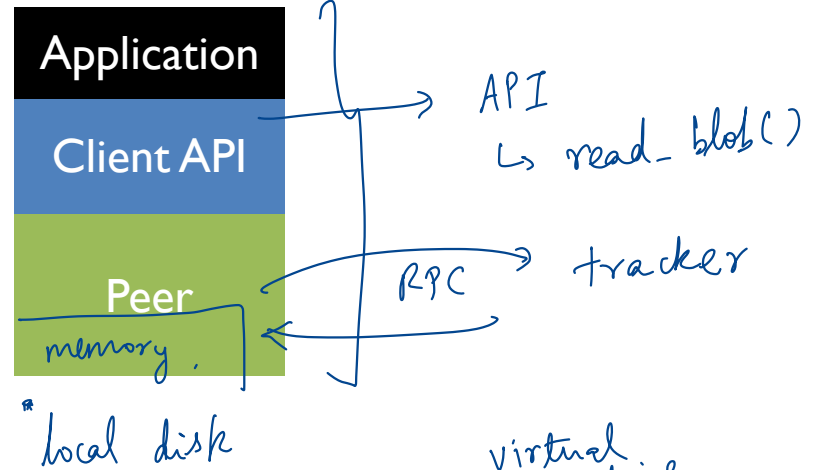 Application
API
Client API
↳ read_blob()
tracker
RPC
Peer
memory.
* local disk
virtual